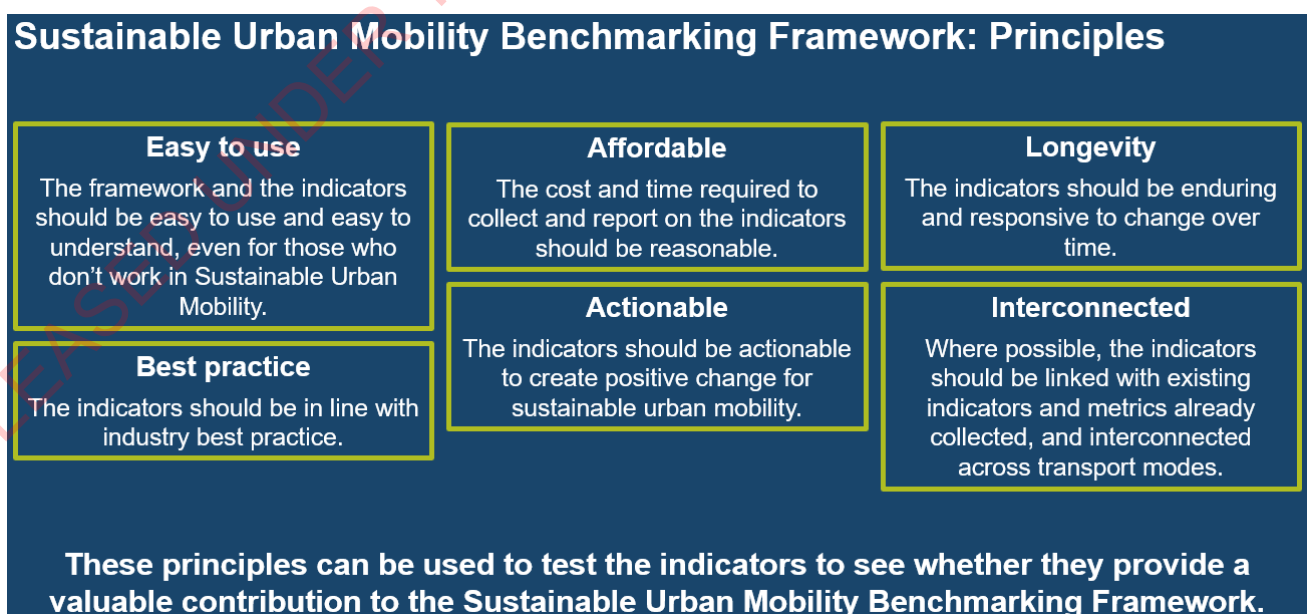 Sustainable Urban Mobility Benchmarking Framework: Principles
Easy to use
The framework and the indicators
should be easy to use and easy to
understand, even for those who
don't work in Sustainable Urban
Mobility.
Best practice
The indicators should be in line with
industry best practice.
Affordable
The cost and time required to
collect and report on the indicators
should be reasonable.
Actionable
The indicators should be actionable
to create positive change for
sustainable urban mobility.
Longevity
The indicators should be enduring
and responsive to change over
time.
Interconnected
Where possible, the indicators
should be linked with existing
indicators and metrics already
collected, and interconnected
across transport modes.
These principles can be used to test the indicators to see whether they provide a
valuable contribution to the Sustainable Urban Mobility Benchmarking Framework.
UNDER